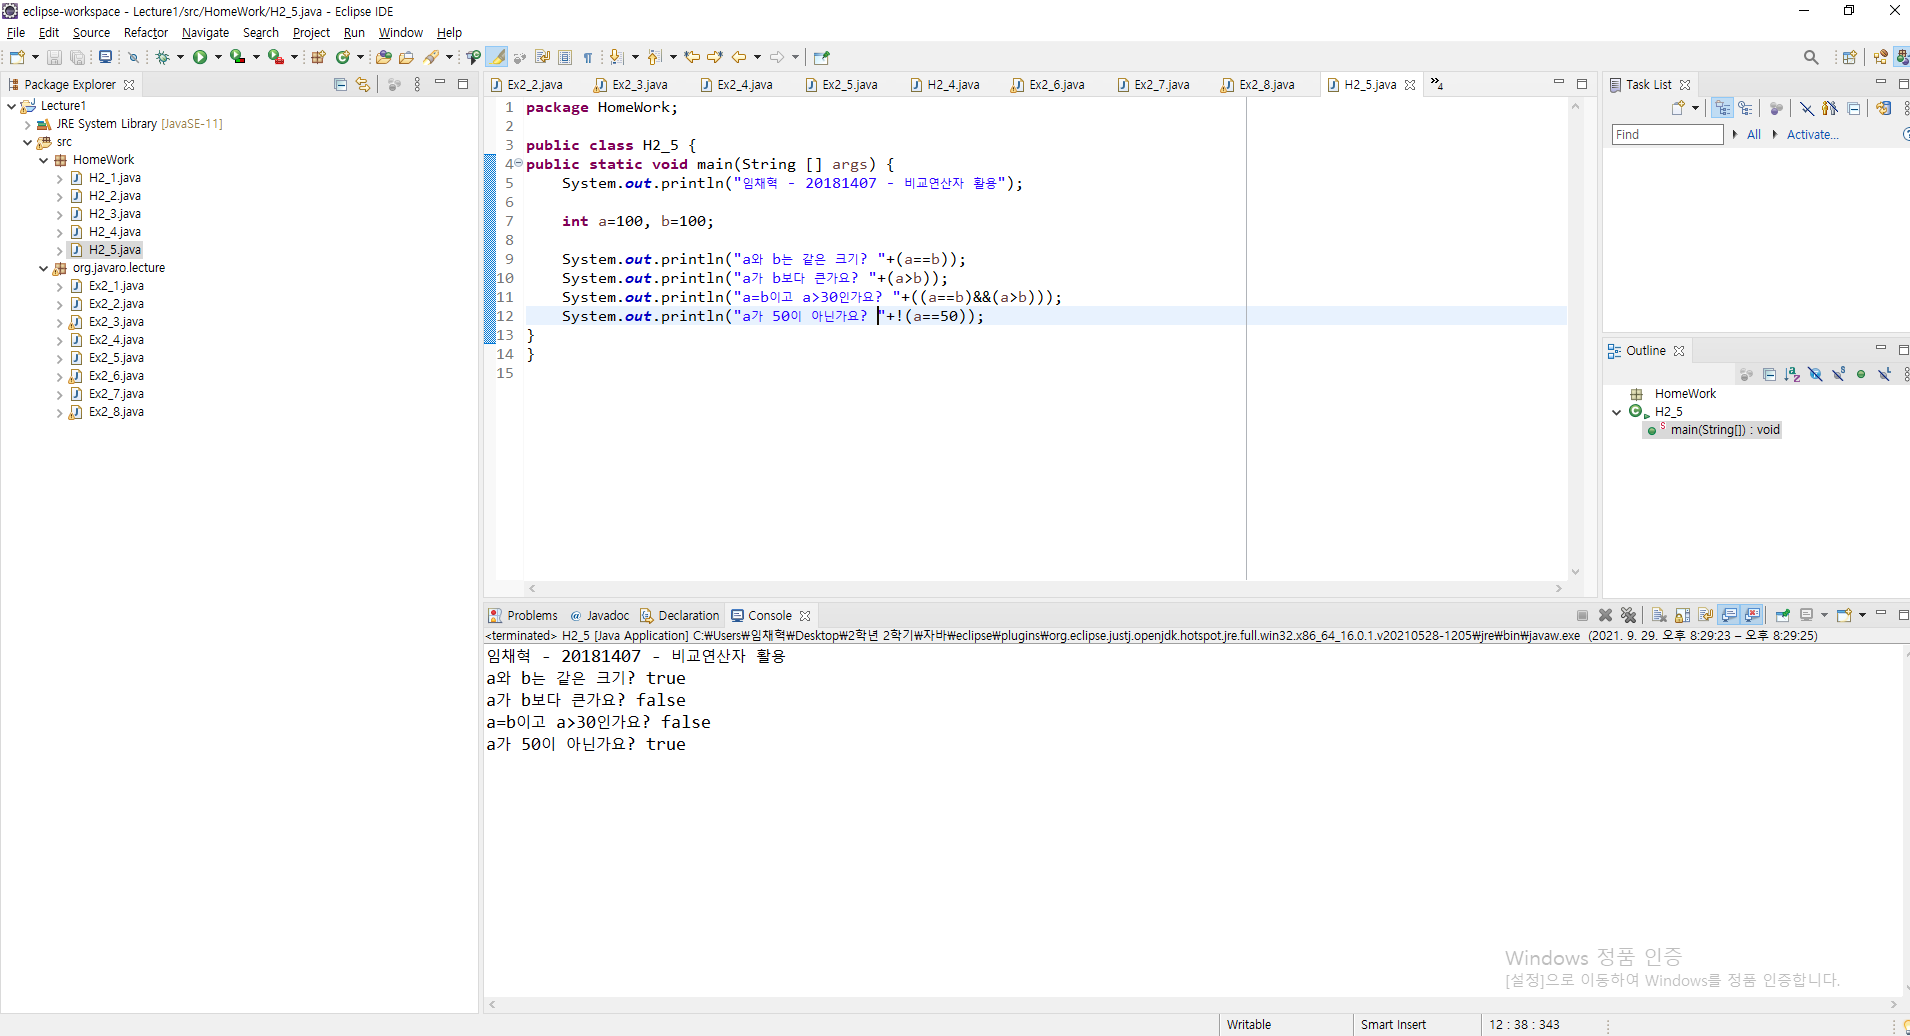 eclipse-workspace - Lecture1/src/HomeWork/H2_5.java - Eclipse IDE
File Edit Source Refactor Navigate Search Project Run Window Help
Package Explorer
Lecture1
JRE System Library [JavaSE-11]
src
HomeWork
H2_1.java
H2_2.java
H2_3.java
H2_4.java
H2_5.java
org.javaro.lecture
Ex2_1.java
Ex2_2.java
Ex2_3.java
Ex2_4.java
Ex2_5.java
Ex2_6.java
Ex2_7.java
Ex2_8.java
Ex2_2.java Ex2_3.java Ex2_4.java Ex2_5.java H2_4.java Ex2_6.java Ex2_7.java Ex2_8.java H2_5.java »4
1 package HomeWork;
2
3 public class H2_5 {
4 public static void main(String [] args) {
5 System.out.println("임채혁 - 20181407 - 비교연산자 활용");
6
7 int a=100, b=100;
8
9 System.out.println("a와 b는 같은 크기? "+(a==b));
10 System.out.println("a가 b보다 큰가요? "+(a>b));
11 System.out.println("a=b이고 a>30인가요? "+((a==b)&&(a>b)));
12 System.out.println("a가 50이 아닌가요? "+!(a==50));
13 }
14 }
15
Task List
Find All Activate...
Outline
HomeWork
H2_5
main(String[]) : void
Problems Javadoc Declaration Console
<terminated> H2_5 [Java Application] C:₩Users₩임채혁₩Desktop₩2학년 2학기₩자바₩eclipse₩plugins₩org.eclipse.justj.openjdk.hotspot.jre.full.win32.x86_64_16.0.1.v20210528-1205₩jre₩bin₩javaw.exe (2021. 9. 29. 오후 8:29:23 – 오후 8:29:25)
임채혁 - 20181407 - 비교연산자 활용
a와 b는 같은 크기? true
a가 b보다 큰가요? false
a=b이고 a>30인가요? false
a가 50이 아닌가요? true
Windows 정품 인증
[설정]으로 이동하여 Windows를 정품 인증합니다.
Writable Smart Insert 12 : 38 : 343